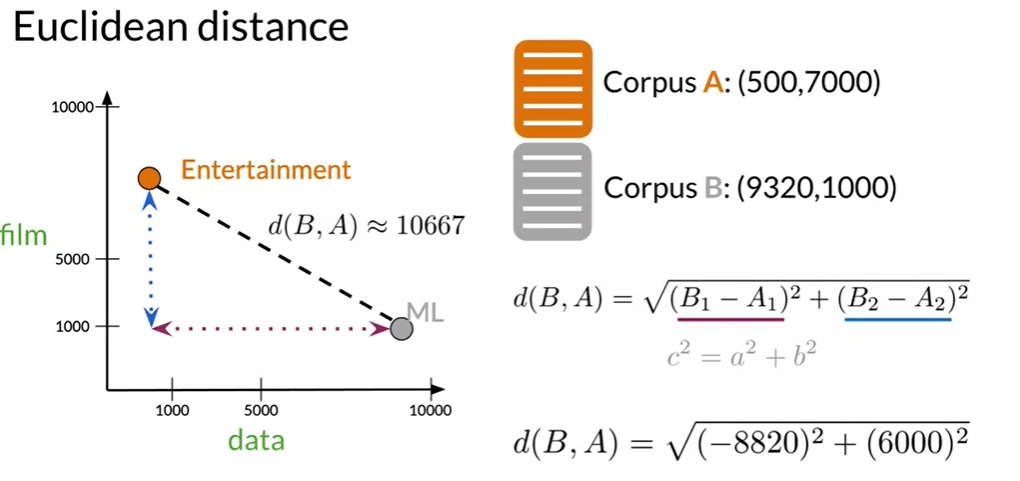 Euclidean distance
10000
Entertainment
d(B, A) ≈ 10667
film
5000
1000
ML
1000
5000
10000
data
Corpus A: (500,7000)
Corpus B: (9320,1000)
d(B, A) = √((B₁ − A₁)² + (B₂ − A₂)²)
c² = a² + b²
d(B, A) = √((−8820)² + (6000)²)